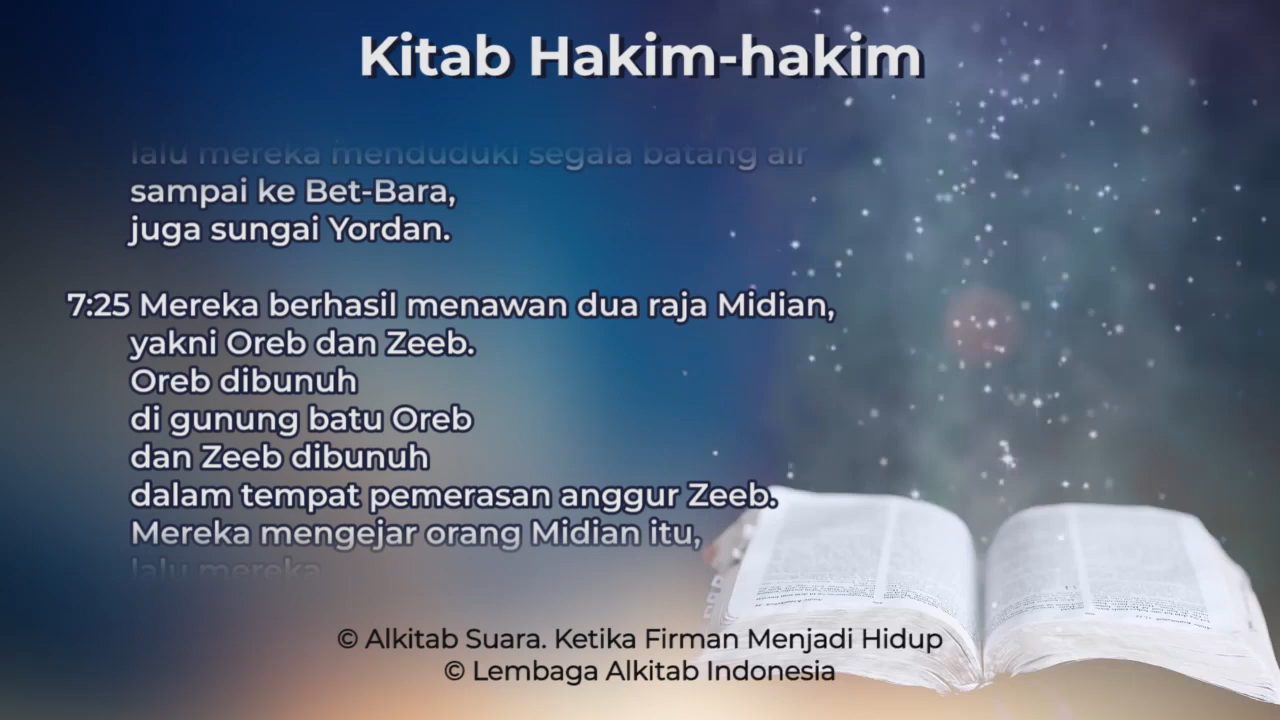 Kitab Hakim-hakim
lalu mereka menduduki segala batang air
sampai ke Bet-Bara,
juga sungai Yordan.
7:25 Mereka berhasil menawan dua raja Midian,
yakni Oreb dan Zeeb.
Oreb dibunuh
di gunung batu Oreb
dan Zeeb dibunuh
dalam tempat pemerasan anggur Zeeb.
Mereka mengejar orang Midian itu,
lalu mereka
© Alkitab Suara. Ketika Firman Menjadi Hidup
© Lembaga Alkitab Indonesia